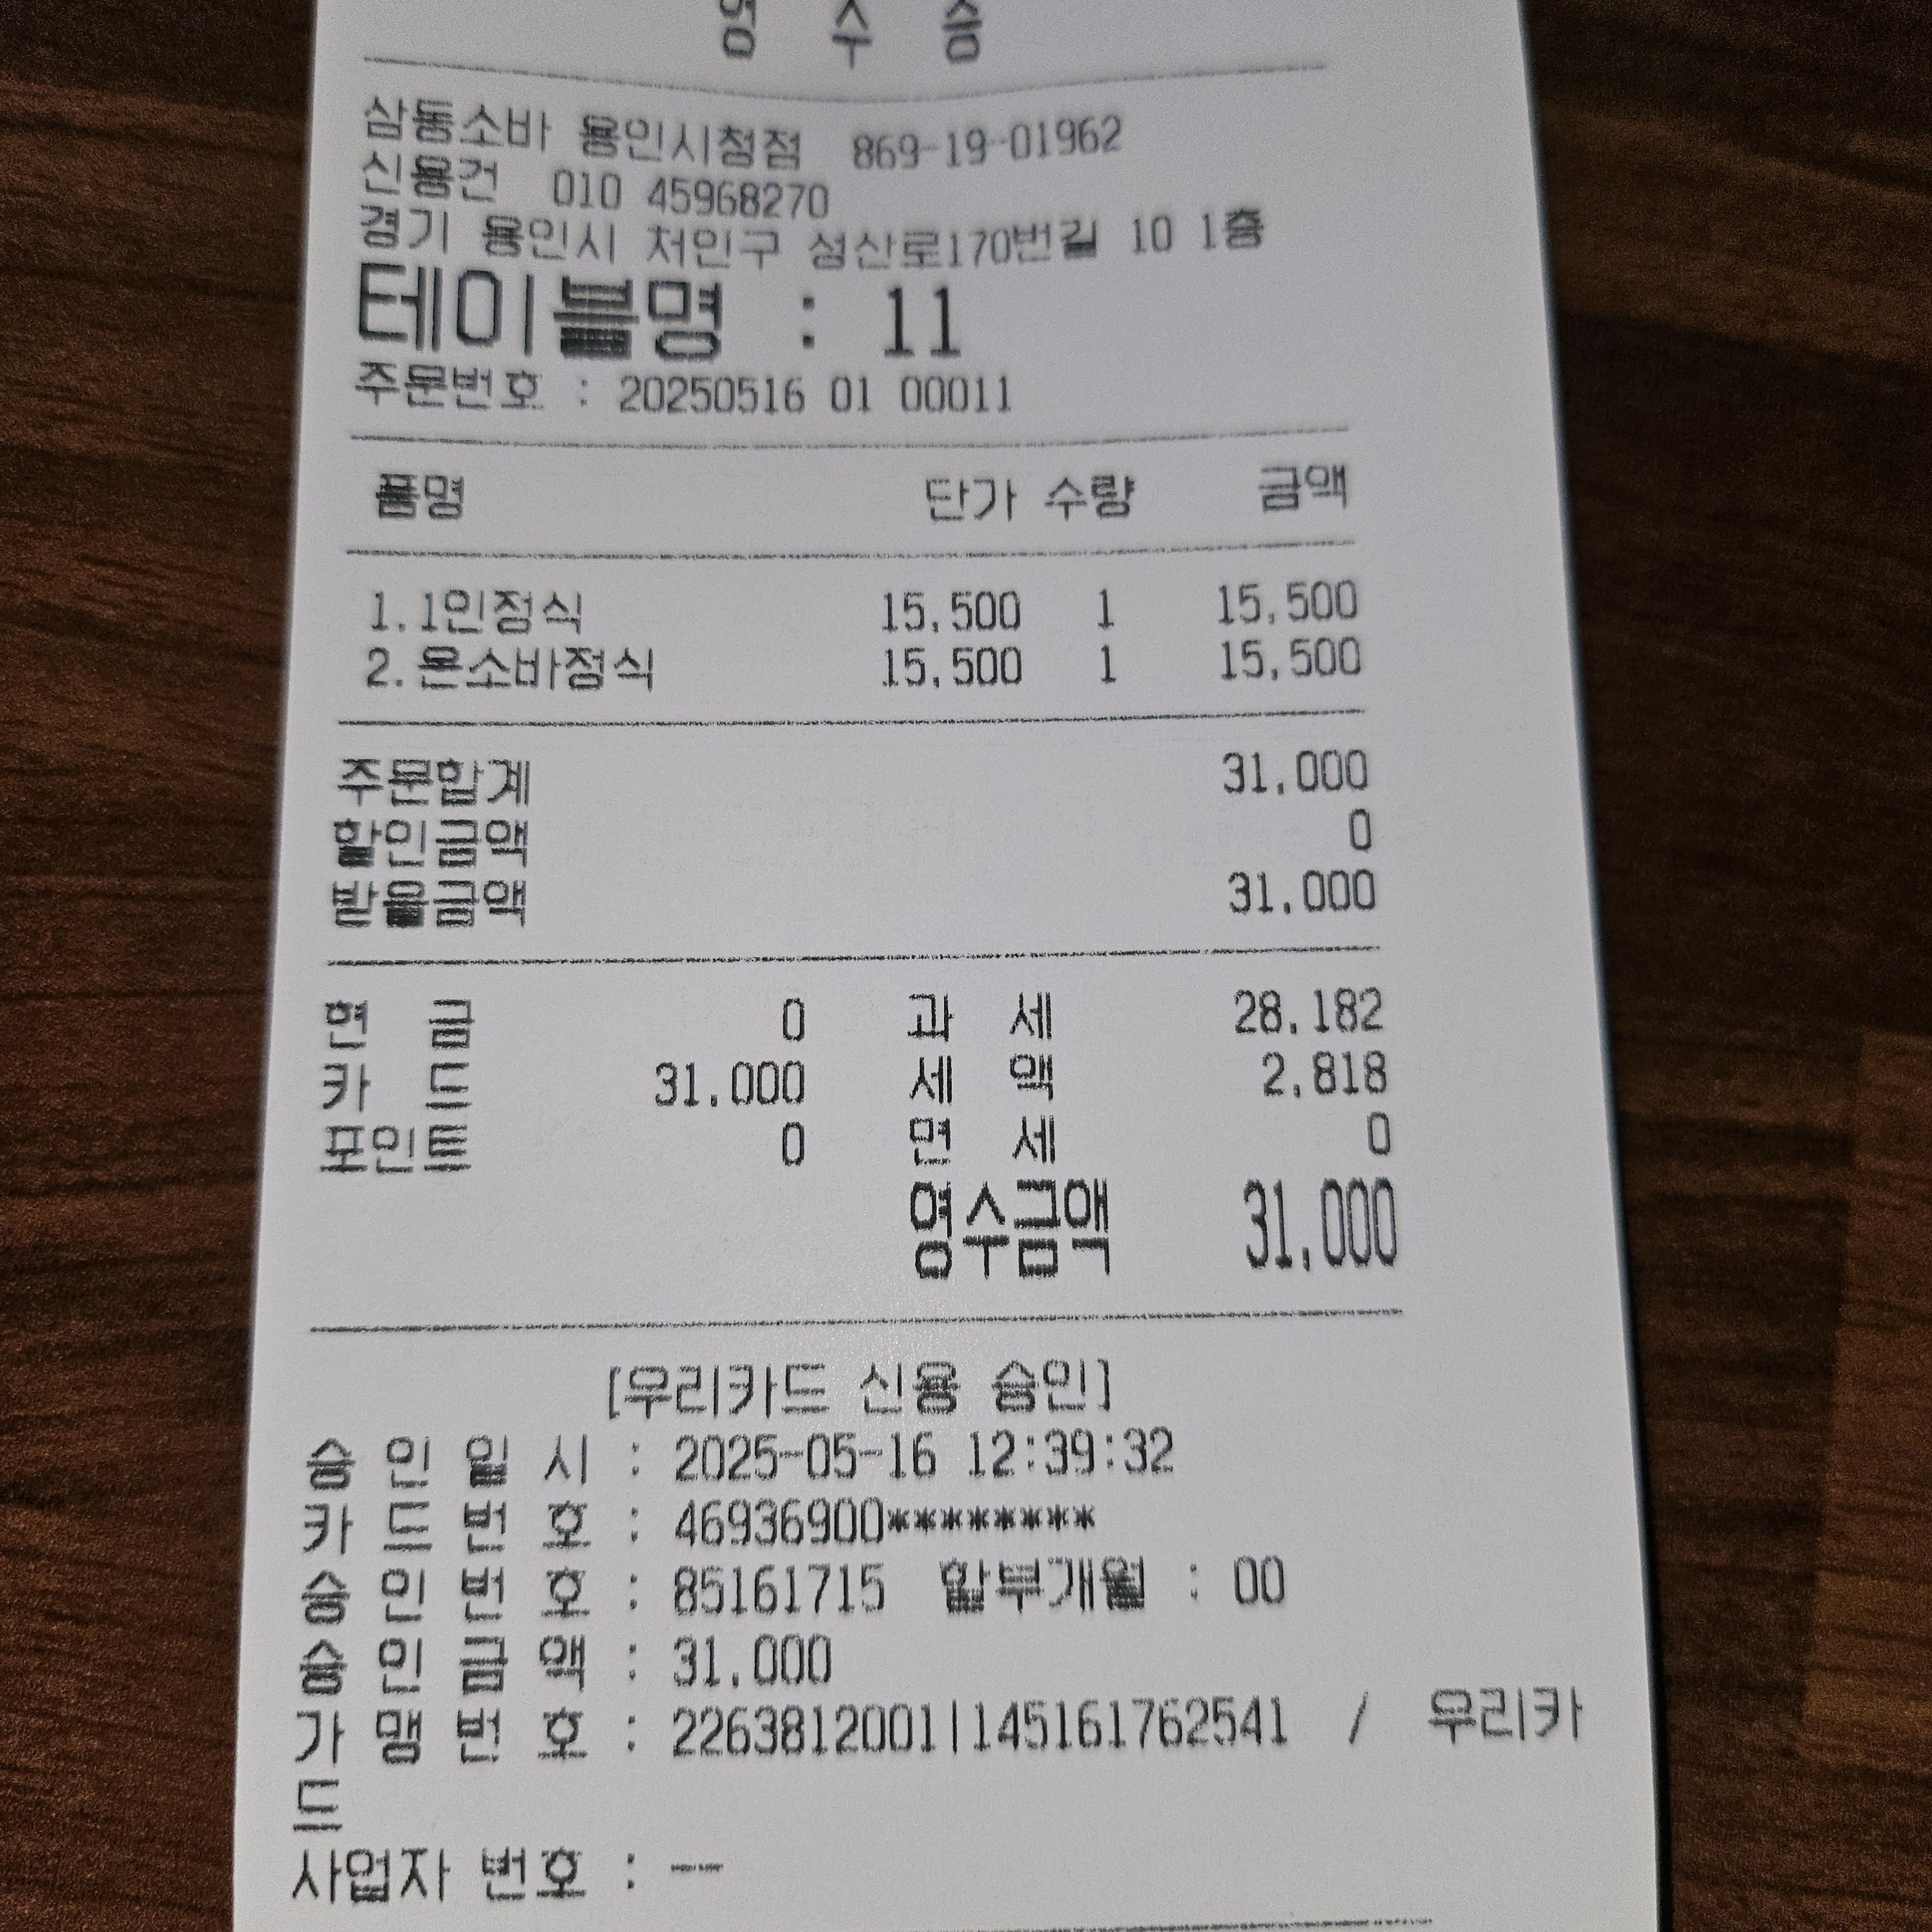 영 수 증
삼동소바 용인시청점 869-19-01962
신용건 010 45968270
경기 용인시 처인구 성산로170번길 10 1층
테이블명 : 11
주문번호 : 20250516 01 00011
품명 단가 수량 금액
1.1인정식 15,500 1 15,500
2.온소바정식 15,500 1 15,500
주문합계 31,000
할인금액 0
받을금액 31,000
현 금 0 과 세 28,182
카 드 31,000 세 액 2,818
포인트 0 면 세 0
영수금액 31,000
[우리카드 신용 승인]
승 인 일 시 : 2025-05-16 12:39:32
카 드 번 호 : 46936900********
승 인 번 호 : 85161715 할부개월 : 00
승 인 금 액 : 31,000
가 맹 번 호 : 2263812001|145161762541 / 우리카
드
사업자 번호 : --